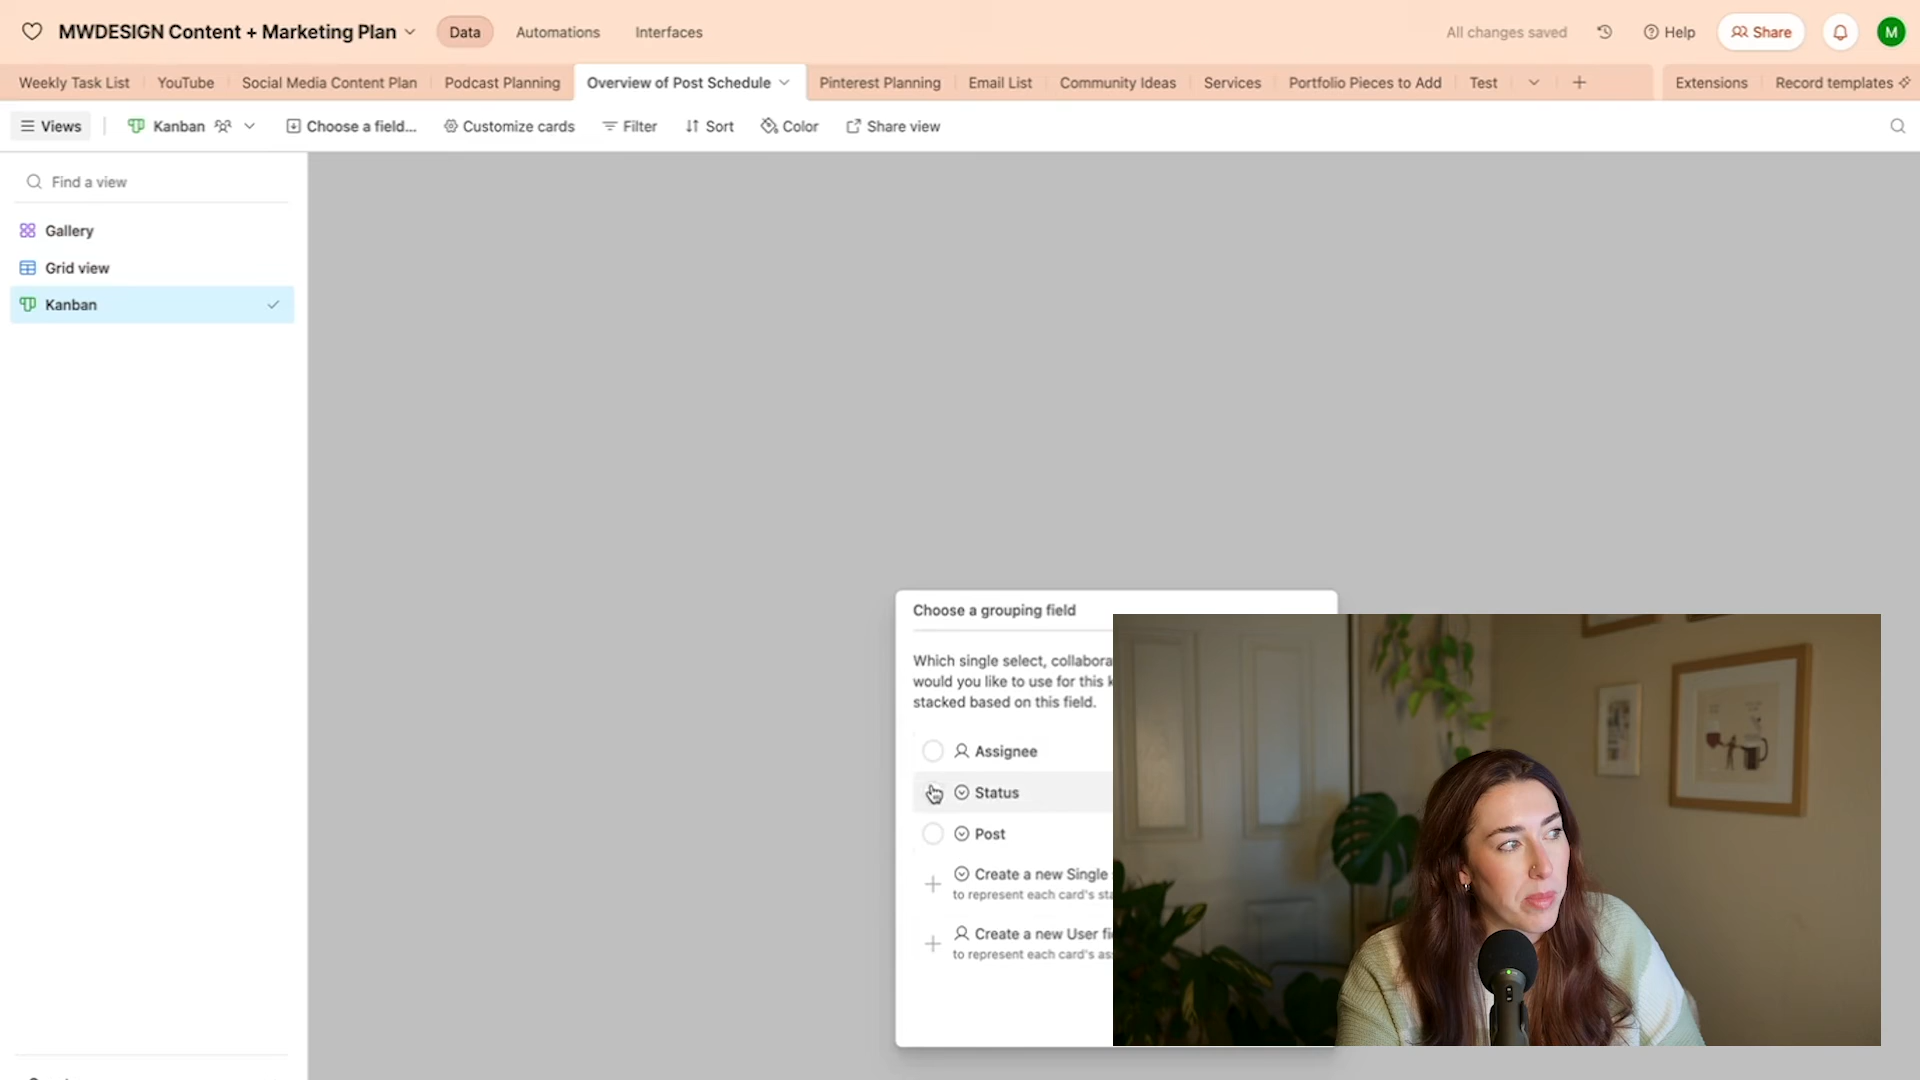 MWDESIGN Content + Marketing Plan
Data
Automations
Interfaces
All changes saved
Help
Share
M
Weekly Task List
YouTube
Social Media Content Plan
Podcast Planning
Overview of Post Schedule
Pinterest Planning
Email List
Community Ideas
Services
Portfolio Pieces to Add
Test
Extensions
Record templates
Views
Kanban
Choose a field...
Customize cards
Filter
Sort
Color
Share view
Find a view
Gallery
Grid view
Kanban
Choose a grouping field
Which single select, collabora
would you like to use for this k
stacked based on this field.
Assignee
Status
Post
Create a new Single
to represent each card's sta
Create a new User fi
to represent each card's as